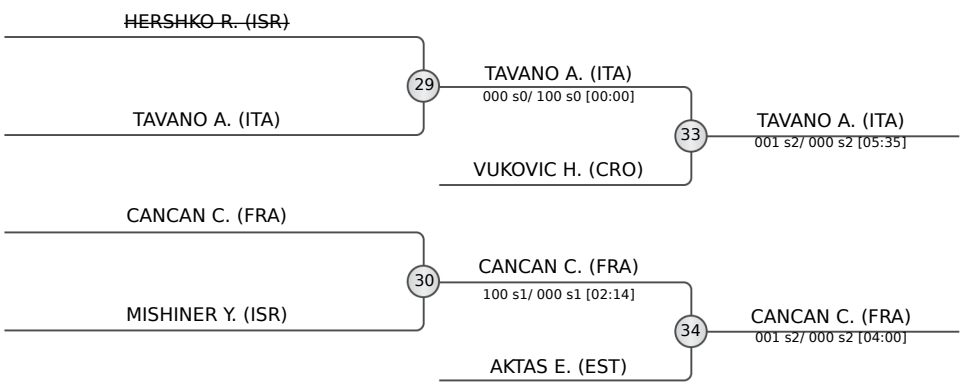 HERSHKO R. (ISR)
29
TAVANO A. (ITA)
000 s0/ 100 s0 [00:00]
TAVANO A. (ITA)
33
TAVANO A. (ITA)
001 s2/ 000 s2 [05:35]
VUKOVIC H. (CRO)
CANCAN C. (FRA)
30
CANCAN C. (FRA)
100 s1/ 000 s1 [02:14]
MISHINER Y. (ISR)
34
CANCAN C. (FRA)
001 s2/ 000 s2 [04:00]
AKTAS E. (EST)